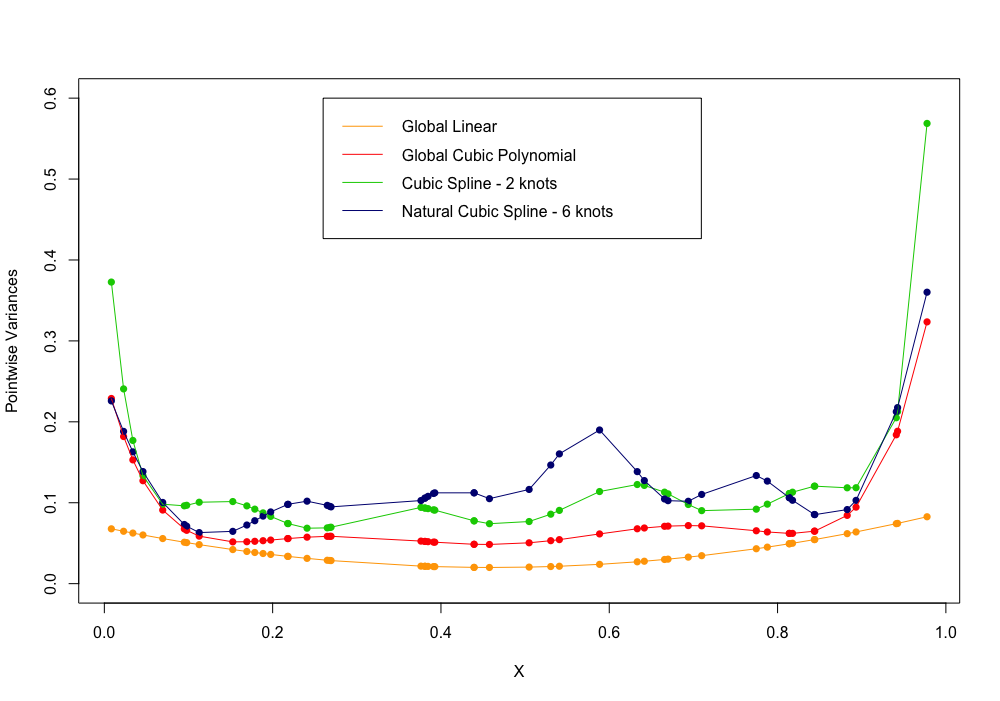 Global Linear
Global Cubic Polynomial
Cubic Spline - 2 knots
Natural Cubic Spline - 6 knots
Pointwise Variances
0.6
0.5
0.4
0.3
0.2
0.1
0.0
0.0 0.2 0.4 0.6 0.8 1.0
X